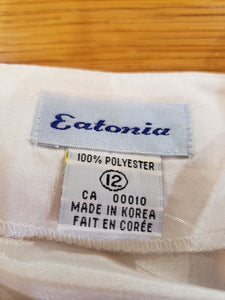 Eatonia
100% POLYESTER
12
CA 00010
MADE IN KOREA
FAIT EN CORÉE